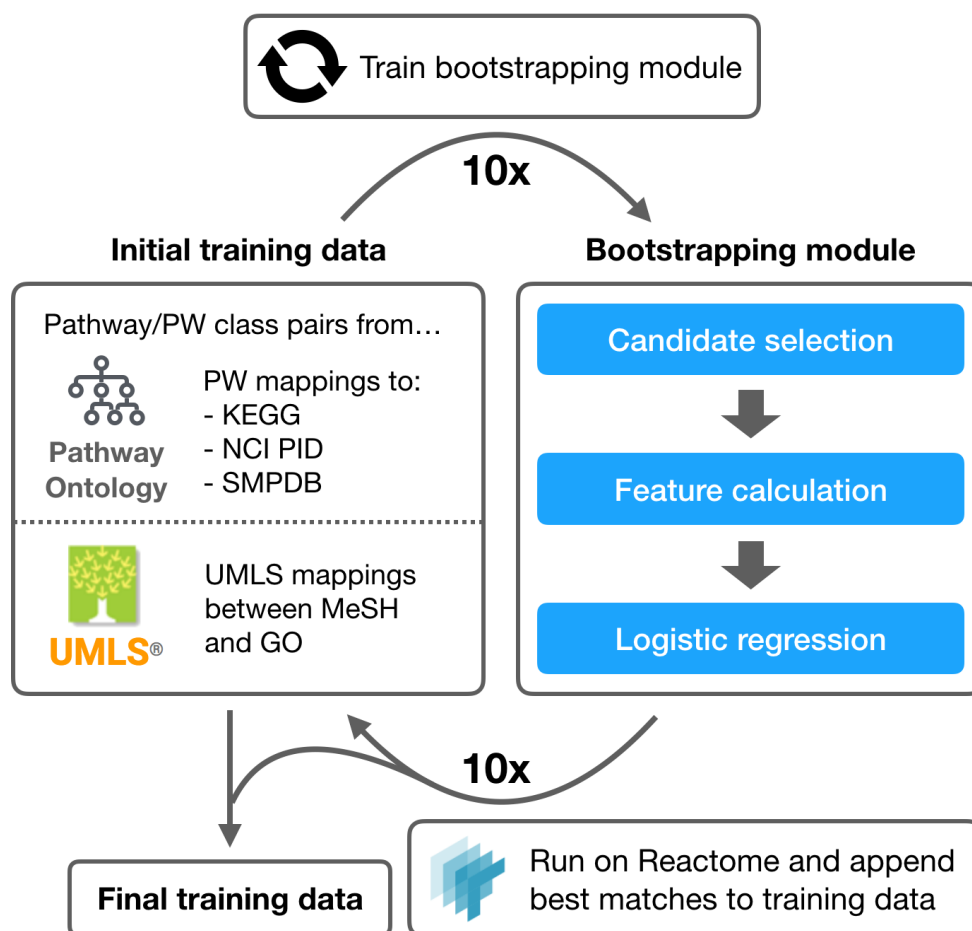 Train bootstrapping module
10x
Initial training data
Bootstrapping module
Pathway/PW class pairs from…
Pathway
Ontology
PW mappings to:
- KEGG
- NCI PID
- SMPDB
UMLS®
UMLS mappings
between MeSH
and GO
Candidate selection
Feature calculation
Logistic regression
10x
Final training data
Run on Reactome and append
best matches to training data